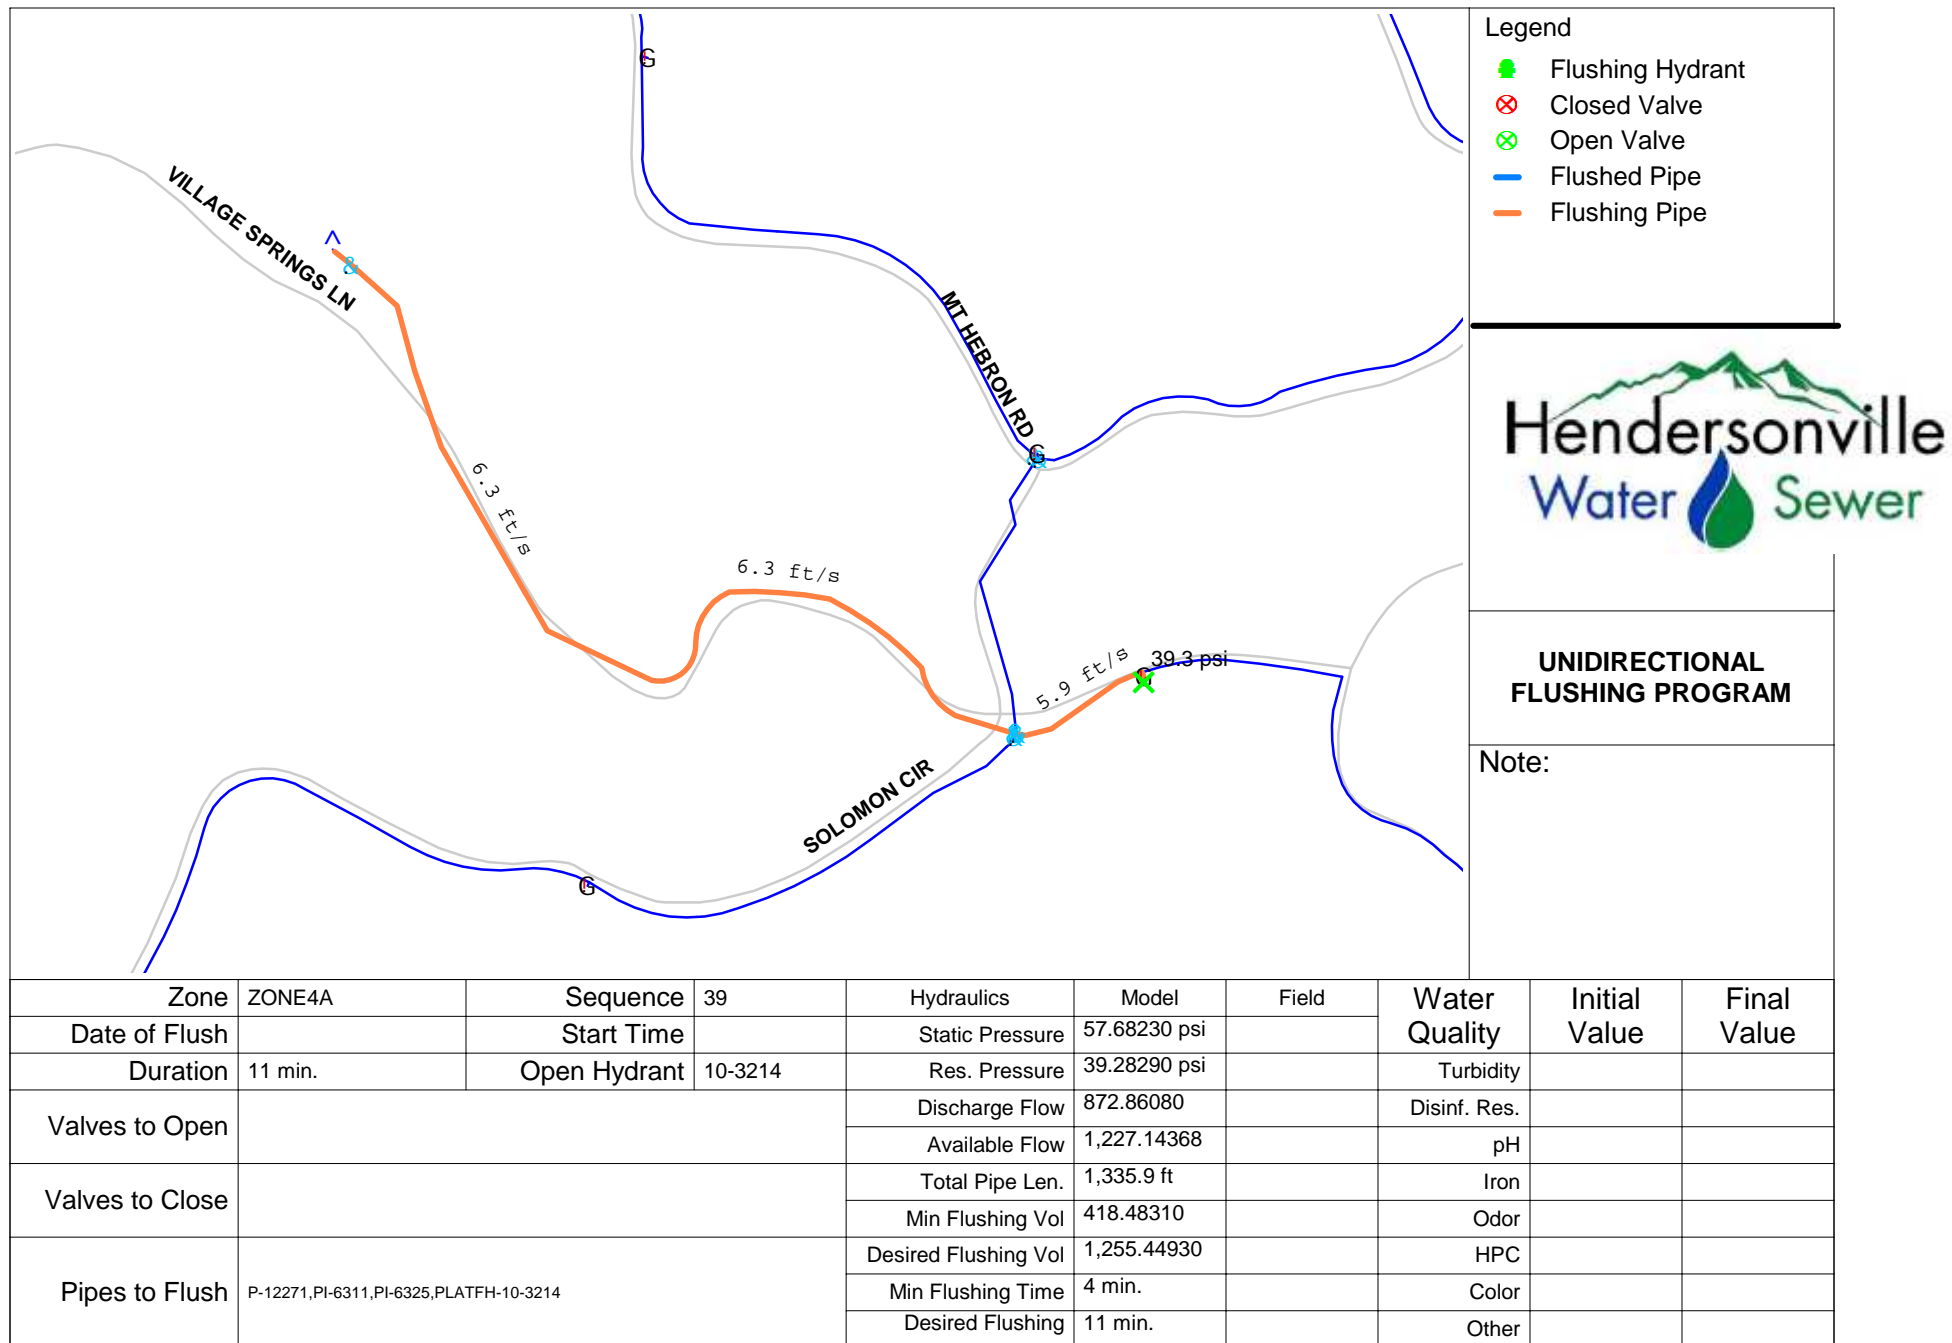 Legend
Flushing Hydrant
Closed Valve
Open Valve
Flushed Pipe
Flushing Pipe
G
VILLAGE SPRINGS LN
^
&
MT HEBRON RD
G
6.3 ft/s
6.3 ft/s
5.9 ft/s
39.3 psi
G
SOLOMON CIR
G
Hendersonville
Water Sewer
UNIDIRECTIONAL
FLUSHING PROGRAM
Note:
Zone ZONE4A Sequence 39 Hydraulics Model Field Water Quality Initial Value Final Value
Date of Flush Start Time Static Pressure 57.68230 psi
Duration 11 min. Open Hydrant 10-3214 Res. Pressure 39.28290 psi Turbidity
Valves to Open Discharge Flow 872.86080 Disinf. Res.
Available Flow 1,227.14368 pH
Valves to Close Total Pipe Len. 1,335.9 ft Iron
Min Flushing Vol 418.48310 Odor
Pipes to Flush P-12271,PI-6311,PI-6325,PLATFH-10-3214 Desired Flushing Vol 1,255.44930 HPC
Min Flushing Time 4 min. Color
Desired Flushing 11 min. Other